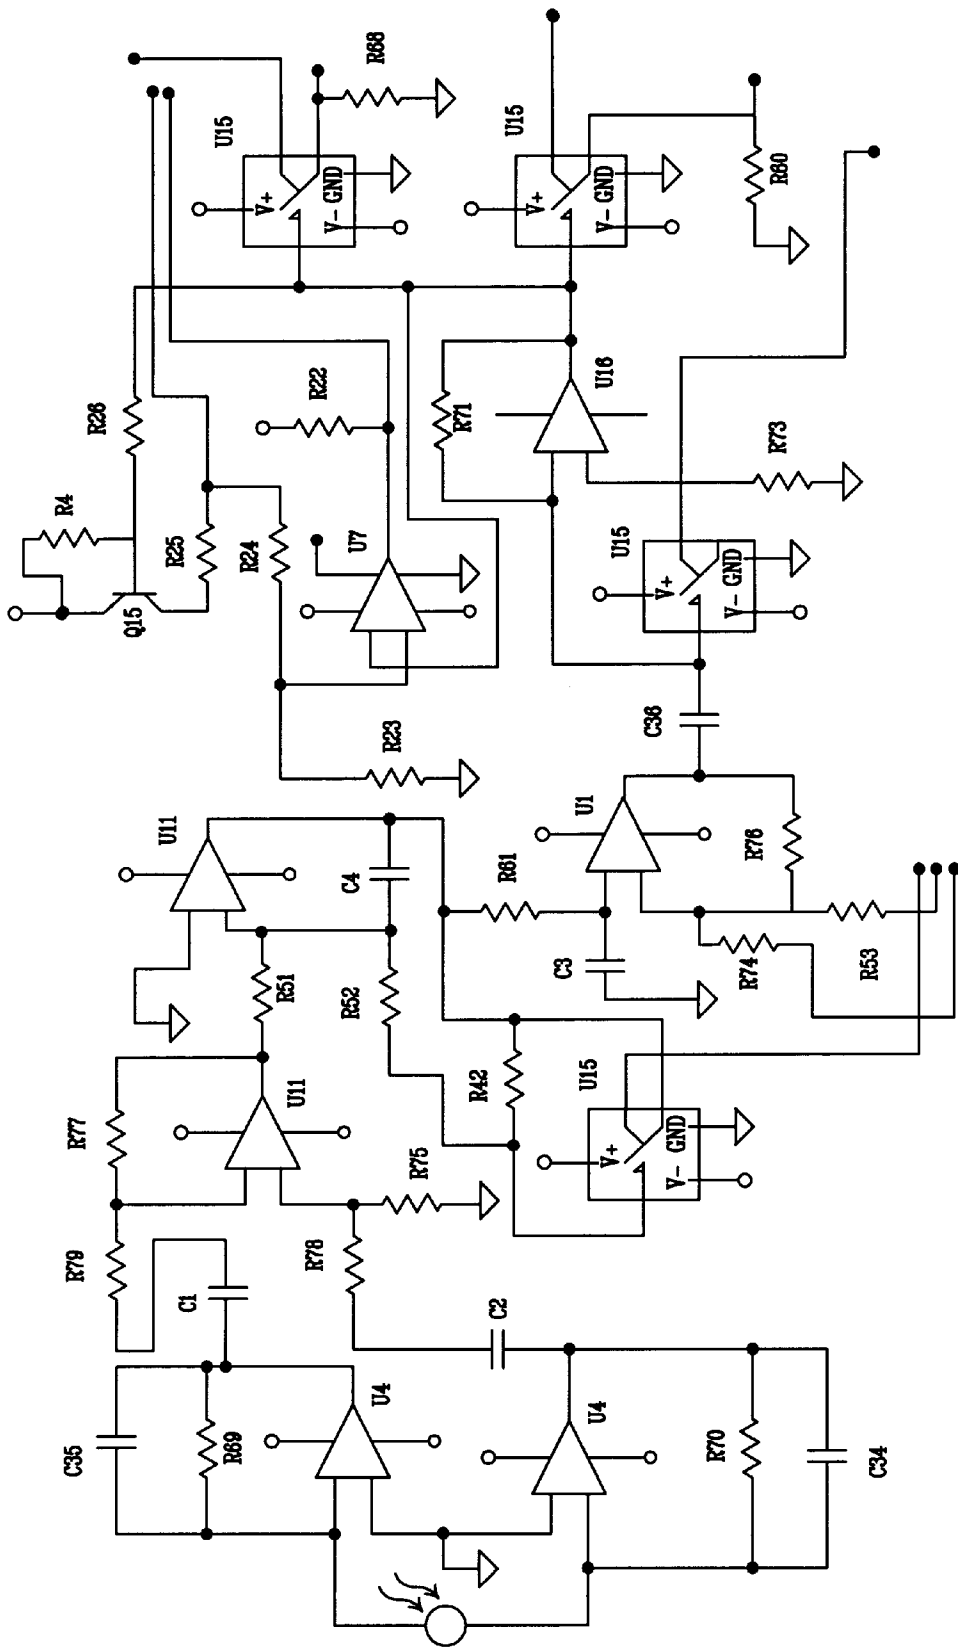 R68
U15
V+
V-
GND
U15
V+
V-
GND
R60
R26
R22
R71
U16
R73
R4
R25
R24
U7
U15
V+
V-
GND
Q15
R23
C36
U11
C4
R61
U1
R76
R51
R52
C3
R74
R53
R77
U11
R42
U15
V+
V-
GND
R75
R79
C1
R78
C2
C35
R69
U4
U4
R70
C34